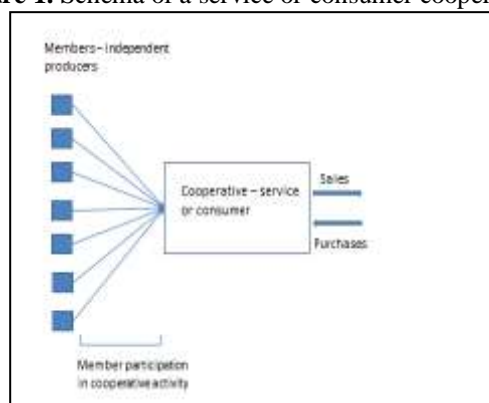 re 1. Schema of a service or consumer cooper
Members – independent
producers
Cooperative – service
or consumer
Sales
Purchases
Member participation
in cooperative activity